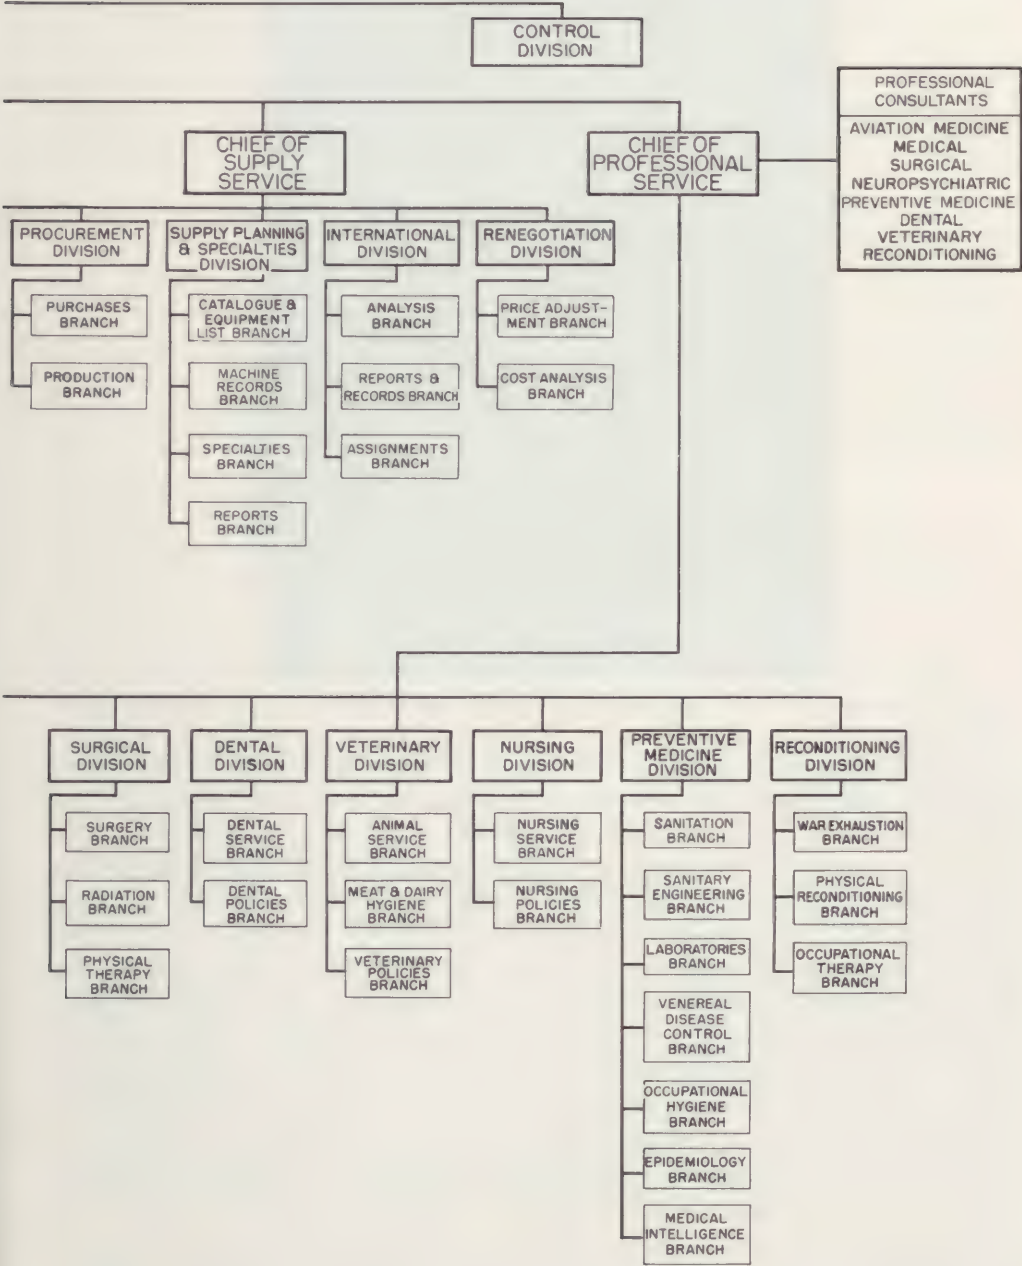 CONTROL
DIVISION
PROFESSIONAL
CONSULTANTS
AVIATION MEDICINE
MEDICAL
SURGICAL
NEUROPSYCHIATRIC
PREVENTIVE MEDICINE
DENTAL
VETERINARY
RECONDITIONING
CHIEF OF
SUPPLY
SERVICE
CHIEF OF
PROFESSIONAL
SERVICE
PROCUREMENT
DIVISION
PURCHASES
BRANCH
PRODUCTION
BRANCH
SUPPLY PLANNING
& SPECIALTIES
DIVISION
CATALOGUE &
EQUIPMENT
LIST BRANCH
MACHINE
RECORDS
BRANCH
SPECIALTIES
BRANCH
REPORTS
BRANCH
INTERNATIONAL
DIVISION
ANALYSIS
BRANCH
REPORTS &
RECORDS BRANCH
ASSIGNMENTS
BRANCH
RENEGOTIATION
DIVISION
PRICE ADJUST-
MENT BRANCH
COST ANALYSIS
BRANCH
SURGICAL
DIVISION
SURGERY
BRANCH
RADIATION
BRANCH
PHYSICAL
THERAPY
BRANCH
DENTAL
DIVISION
DENTAL
SERVICE
BRANCH
DENTAL
POLICIES
BRANCH
VETERINARY
DIVISION
ANIMAL
SERVICE
BRANCH
MEAT & DAIRY
HYGIENE
BRANCH
VETERINARY
POLICIES
BRANCH
NURSING
DIVISION
NURSING
SERVICE
BRANCH
NURSING
POLICIES
BRANCH
PREVENTIVE
MEDICINE
DIVISION
SANITATION
BRANCH
SANITARY
ENGINEERING
BRANCH
LABORATORIES
BRANCH
VENEREAL
DISEASE
CONTROL
BRANCH
OCCUPATIONAL
HYGIENE
BRANCH
EPIDEMIOLOGY
BRANCH
MEDICAL
INTELLIGENCE
BRANCH
RECONDITIONING
DIVISION
WAR EXHAUSTION
BRANCH
PHYSICAL
RECONDITIONING
BRANCH
OCCUPATIONAL
THERAPY
BRANCH